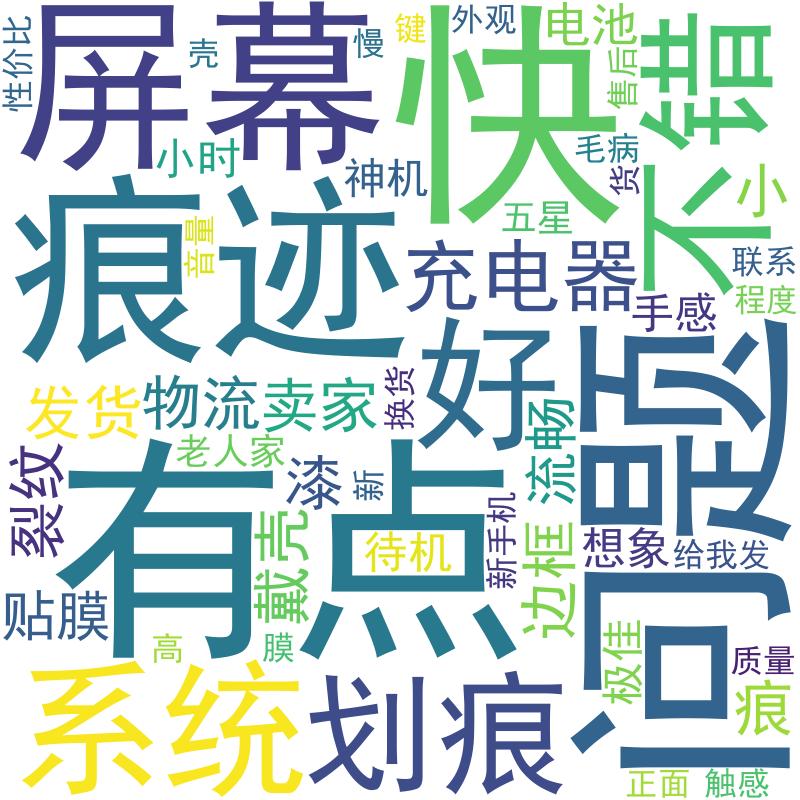 屏幕
快
不错
性价比
壳
慢
键
外观
电池
售后
小时
神机
毛病
货
小
五星
痕迹
音量
充电器
联系
程度
手感
好
问题
发货
物流
卖家
换货
流畅
老人家
裂纹
有点
漆
新
新手机
待机
戴壳
边框
想象
给我发
贴膜
高
膜
极佳
质量
系统
划痕
痕
正面
触感